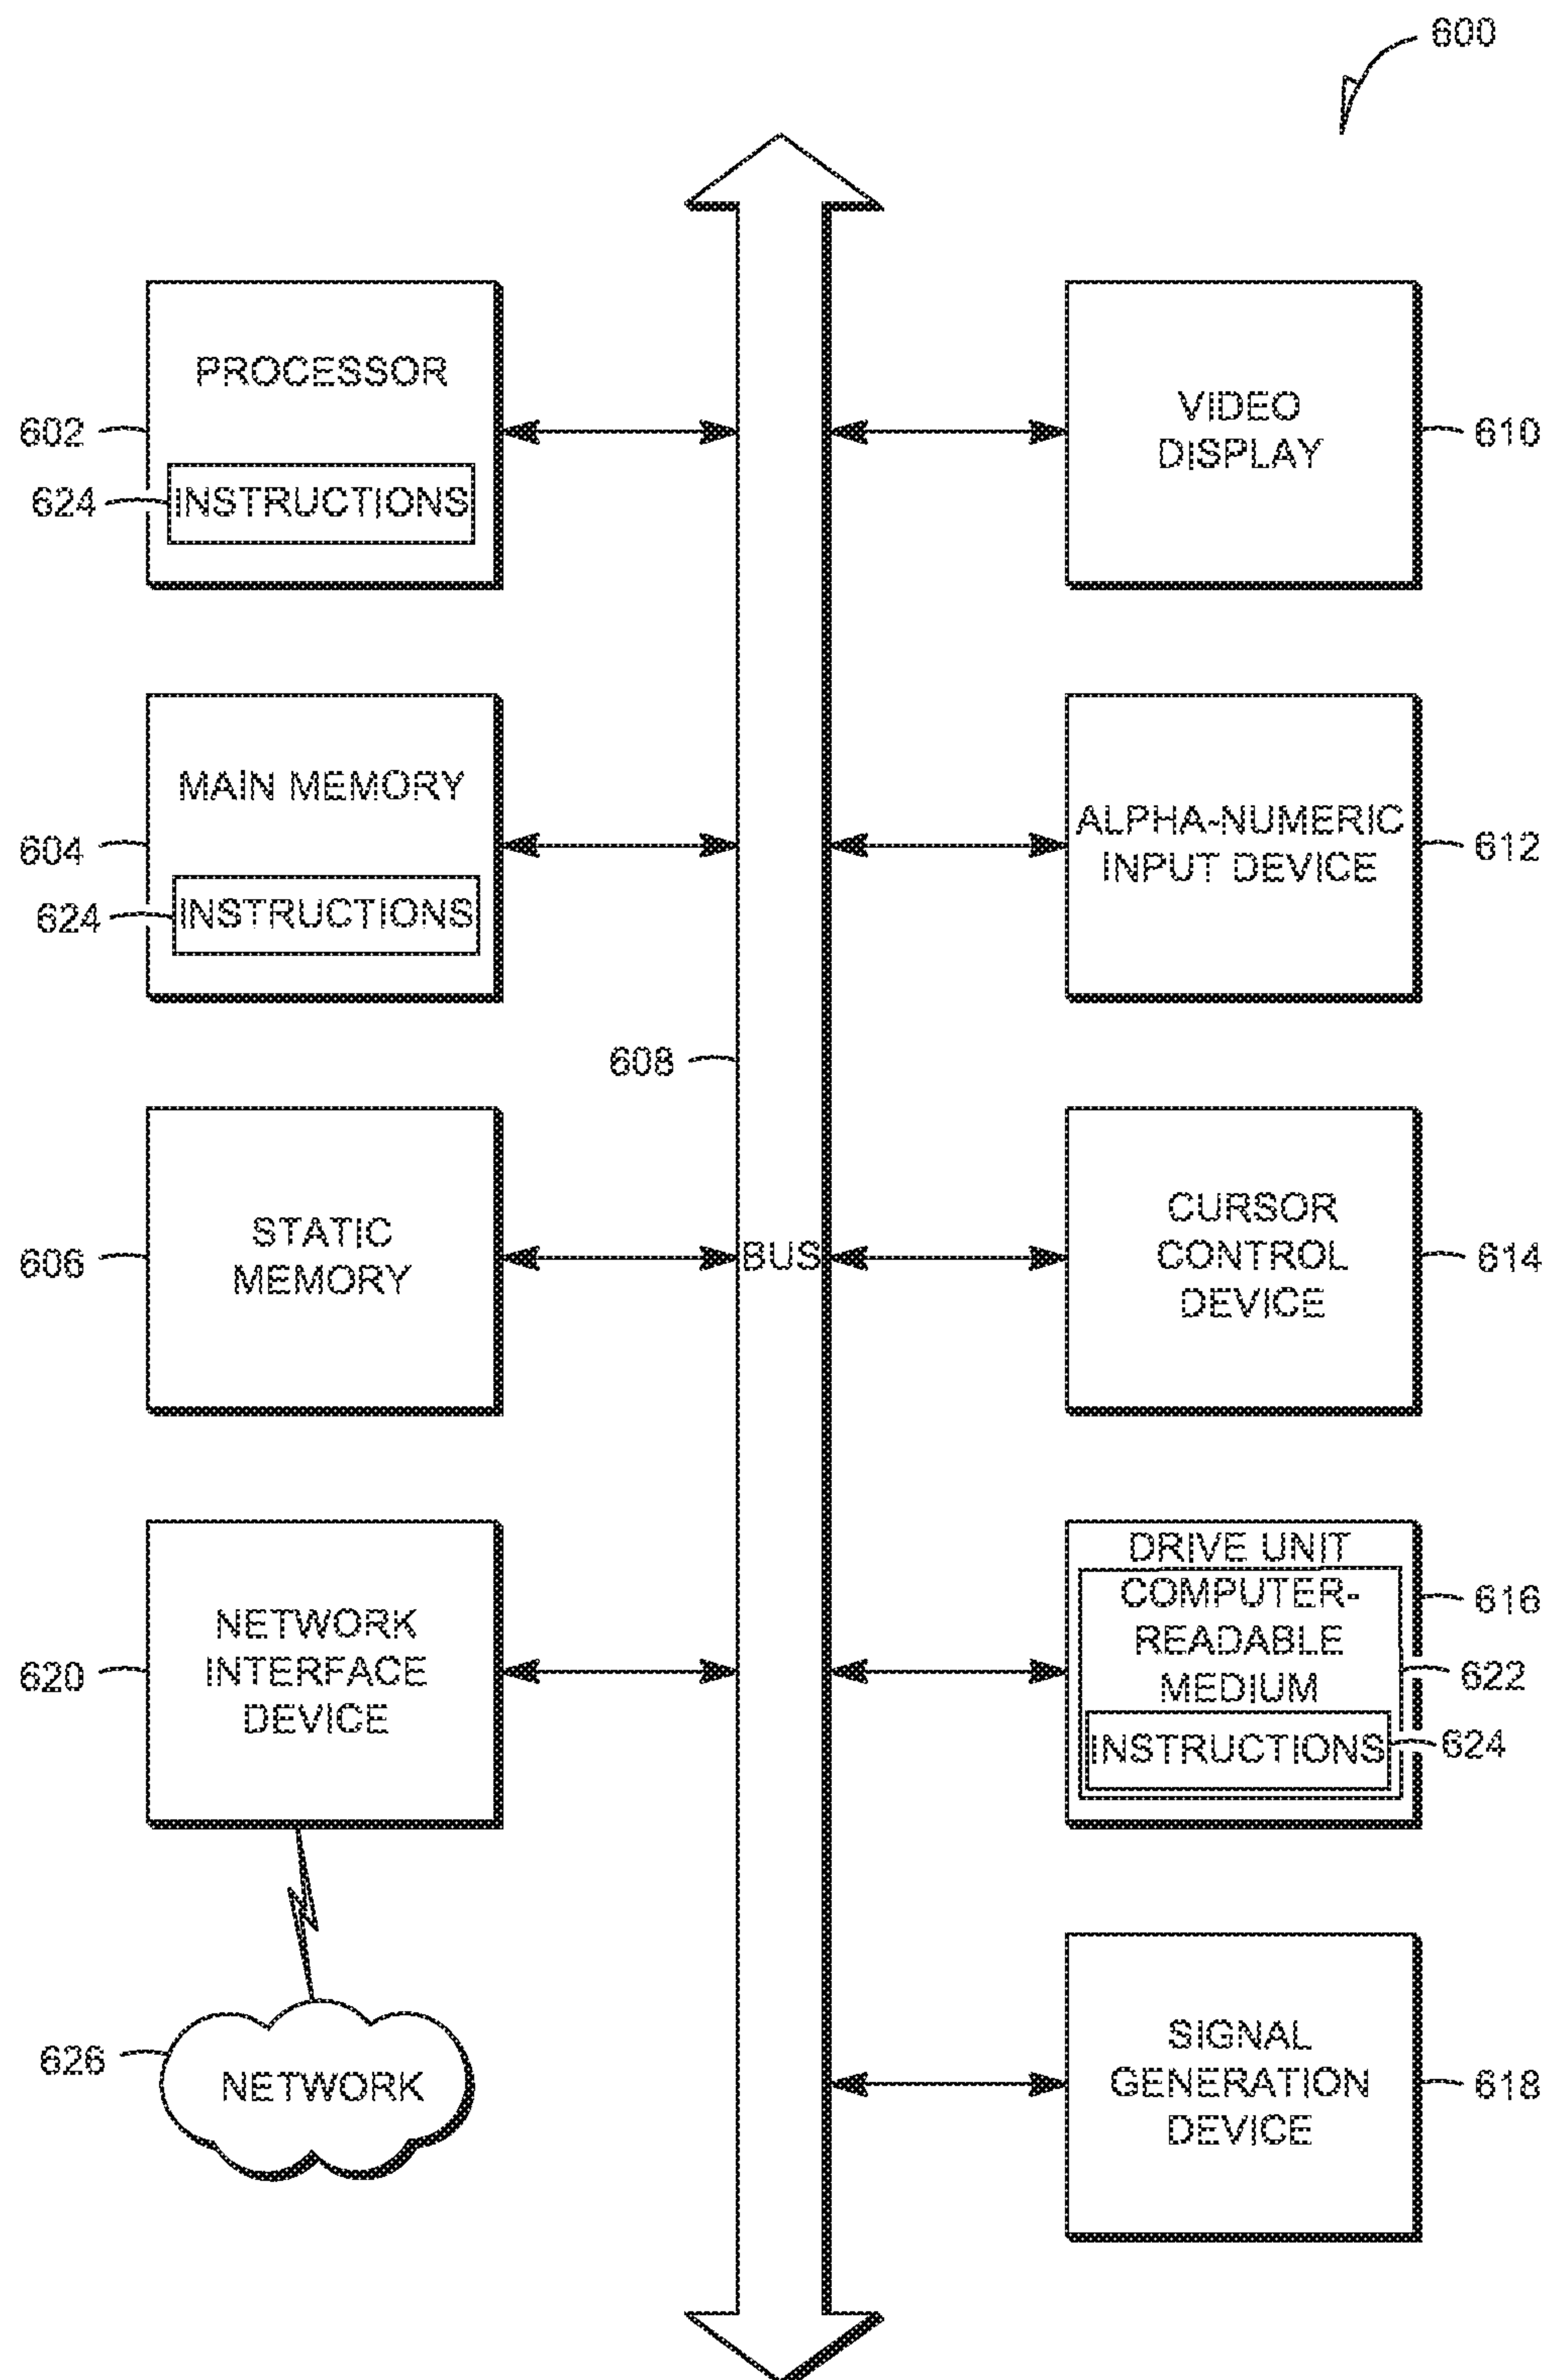 600
PROCESSOR
602
624
INSTRUCTIONS
VIDEO
DISPLAY
610
MAIN MEMORY
604
624
INSTRUCTIONS
ALPHA-NUMERIC
INPUT DEVICE
612
608
BUS
STATIC
MEMORY
606
CURSOR
CONTROL
DEVICE
614
NETWORK
INTERFACE
DEVICE
620
DRIVE UNIT
COMPUTER-
READABLE
MEDIUM
INSTRUCTIONS
616
622
624
626
NETWORK
SIGNAL
GENERATION
DEVICE
618